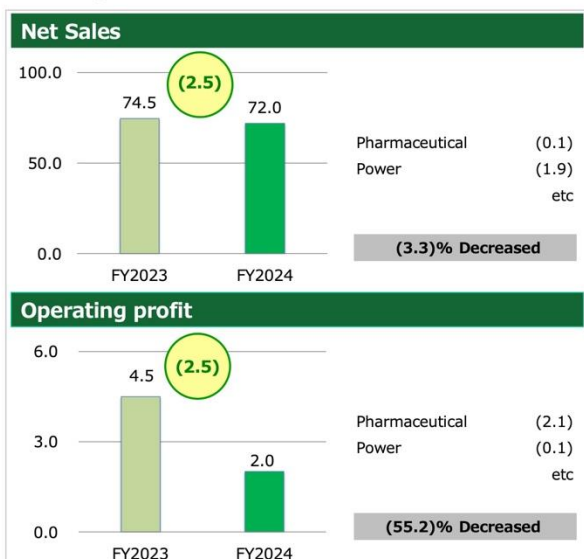 Net Sales
100.0
(2.5)
74.5
72.0
50.0
0.0
FY2023 FY2024
Pharmaceutical (0.1)
Power (1.9)
etc
(3.3)% Decreased
Operating profit
6.0
(2.5)
4.5
3.0
2.0
0.0
FY2023 FY2024
Pharmaceutical (2.1)
Power (0.1)
etc
(55.2)% Decreased